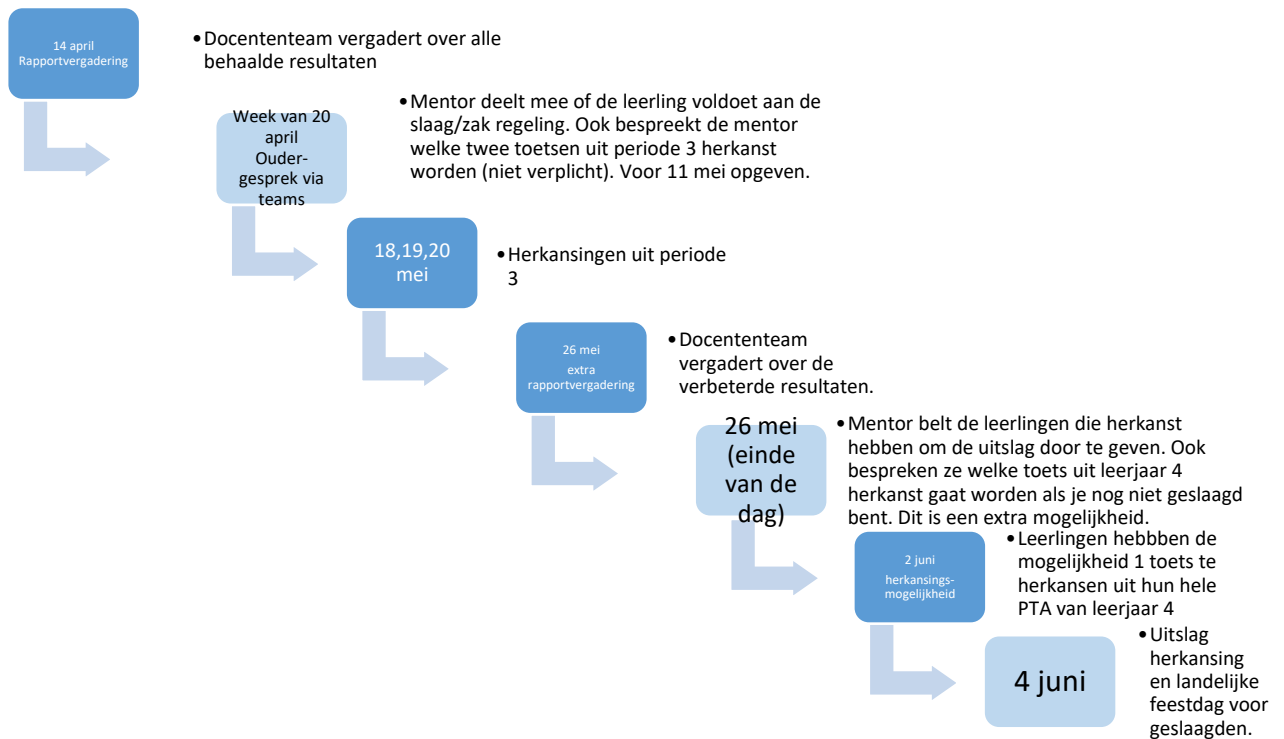 14 april
Rapportvergadering
•Docententeam vergadert over alle
behaalde resultaten
Week van 20
april
Ouder-
gesprek via
teams
•Mentor deelt mee of de leerling voldoet aan de
slaag/zak regeling. Ook bespreekt de mentor
welke twee toetsen uit periode 3 herkanst
worden (niet verplicht). Voor 11 mei opgeven.
18,19,20
mei
•Herkansingen uit periode
3
26 mei
extra
rapportvergadering
•Docententeam
vergadert over de
verbeterde resultaten.
26 mei
(einde
van de
dag)
•Mentor belt de leerlingen die herkanst
hebben om de uitslag door te geven. Ook
bespreken ze welke toets uit leerjaar 4
herkanst gaat worden als je nog niet geslaagd
bent. Dit is een extra mogelijkheid.
2 juni
herkansings-
mogelijkheid
•Leerlingen hebbben de
mogelijkheid 1 toets te
herkansen uit hun hele
PTA van leerjaar 4
4 juni
•Uitslag
herkansing
en landelijke
feestdag voor
geslaagden.